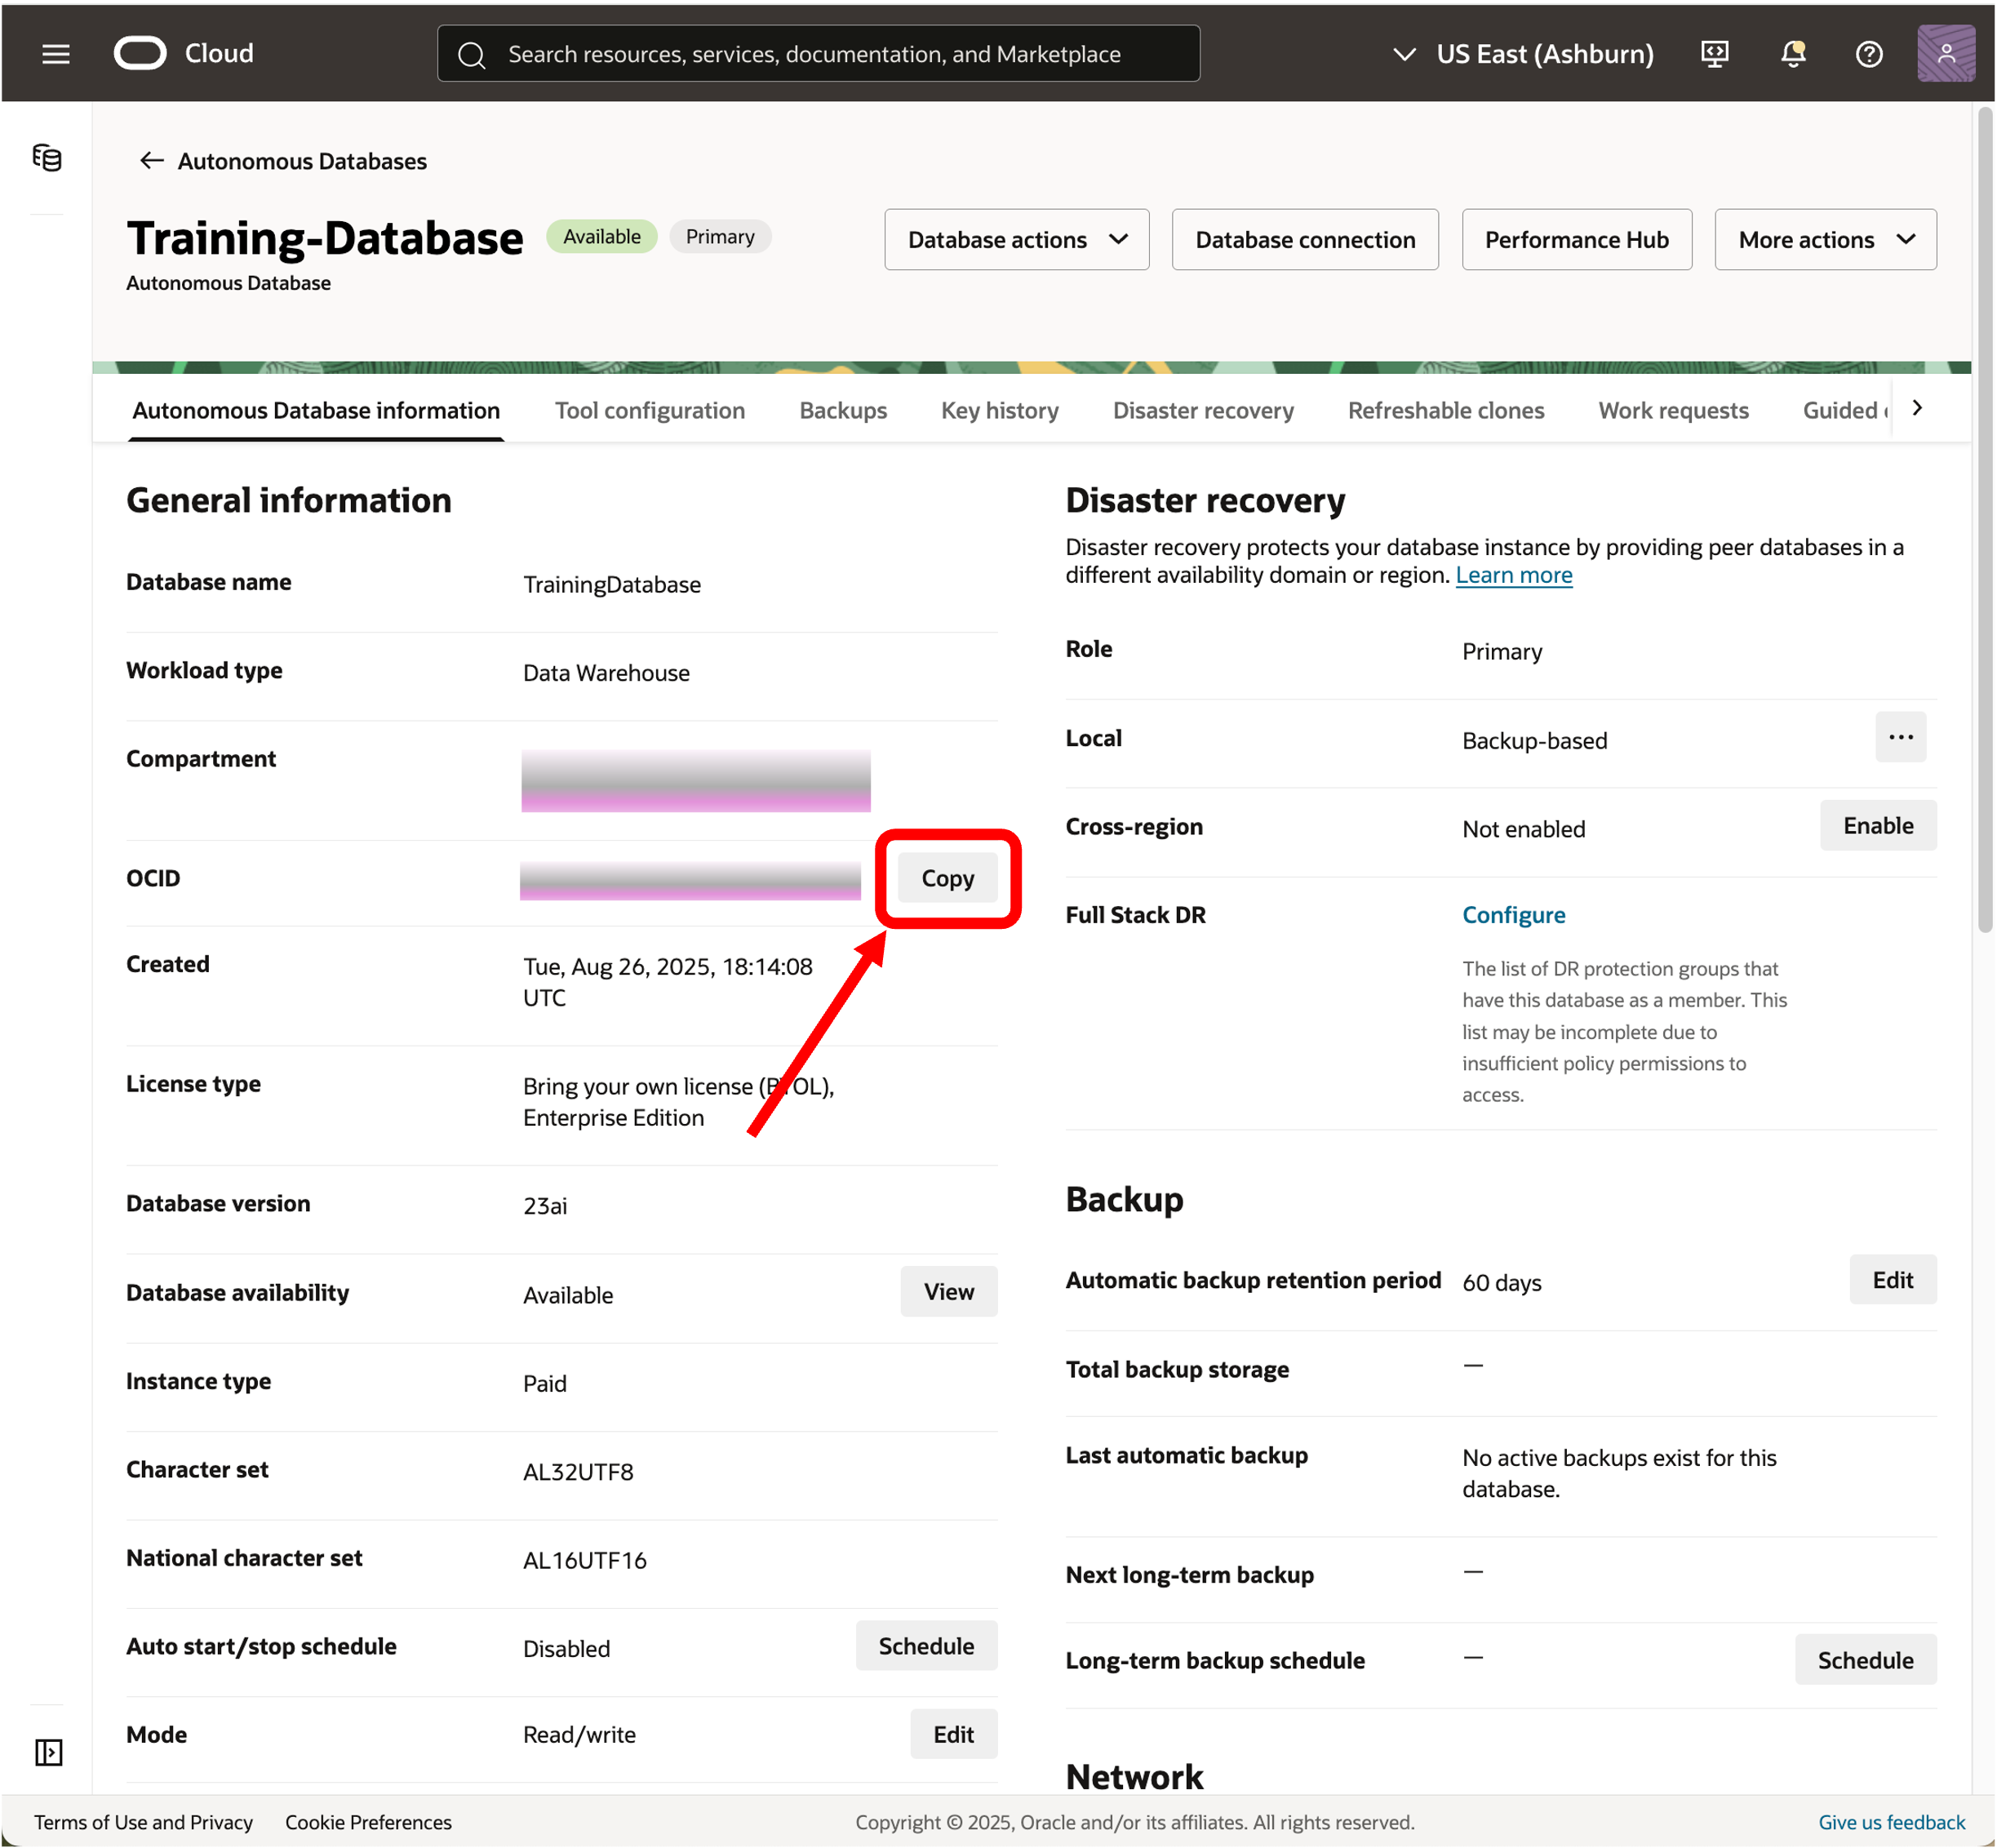 Cloud
Search resources, services, documentation, and Marketplace
US East (Ashburn)
Autonomous Databases
Training-Database
Available
Primary
Autonomous Database
Database actions
Database connection
Performance Hub
More actions
Autonomous Database information
Tool configuration
Backups
Key history
Disaster recovery
Refreshable clones
Work requests
Guided
General information
Database name
TrainingDatabase
Workload type
Data Warehouse
Compartment
OCID
Copy
Created
Tue, Aug 26, 2025, 18:14:08
UTC
License type
Bring your own license (BYOL),
Enterprise Edition
Database version
23ai
Database availability
Available
View
Instance type
Paid
Character set
AL32UTF8
National character set
AL16UTF16
Auto start/stop schedule
Disabled
Schedule
Mode
Read/write
Edit
Disaster recovery
Disaster recovery protects your database instance by providing peer databases in a
different availability domain or region. Learn more
Role
Primary
Local
Backup-based
...
Cross-region
Not enabled
Enable
Full Stack DR
Configure
The list of DR protection groups that
have this database as a member. This
list may be incomplete due to
insufficient policy permissions to
access.
Backup
Automatic backup retention period
60 days
Edit
Total backup storage
—
Last automatic backup
No active backups exist for this
database.
Next long-term backup
—
Long-term backup schedule
—
Schedule
Network
Terms of Use and Privacy
Cookie Preferences
Copyright © 2025, Oracle and/or its affiliates. All rights reserved.
Give us feedback